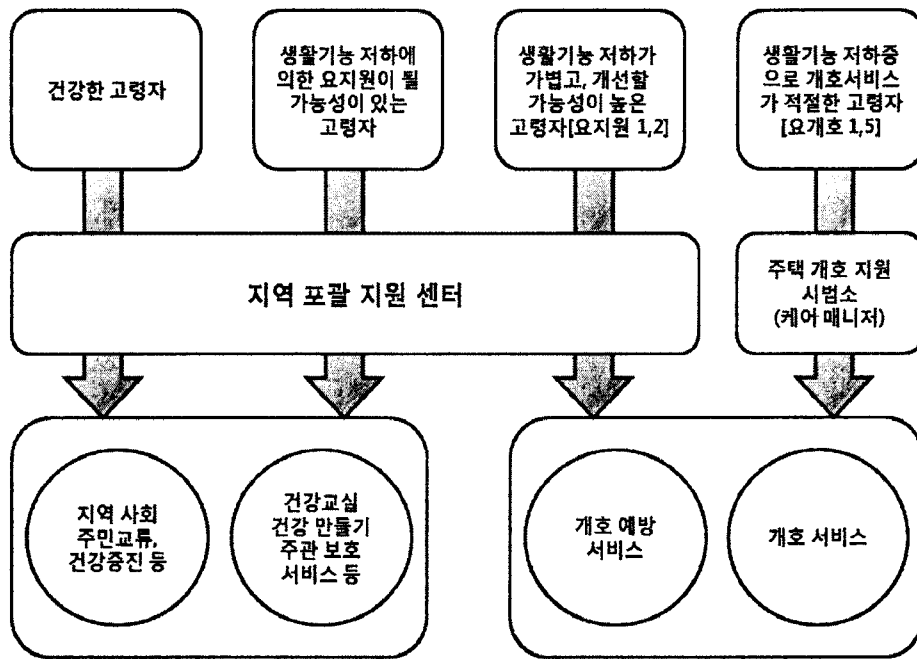 건강한 고령자
생활기능 저하에
의한 요지원이 될
가능성이 있는
고령자
생활기능 저하가
가볍고, 개선할
가능성이 높은
고령자[요지원 1,2]
생활기능 저하중
으로 개호서비스
가 적절한 고령자
[요개호 1,5]
지역 포괄 지원 센터
주택 개호 지원
시범소
(케어 매니저)
지역 사회
주민교류,
건강증진 등
건강교실
건강 만들기
주관 보호
서비스 등
개호 예방
서비스
개호 서비스